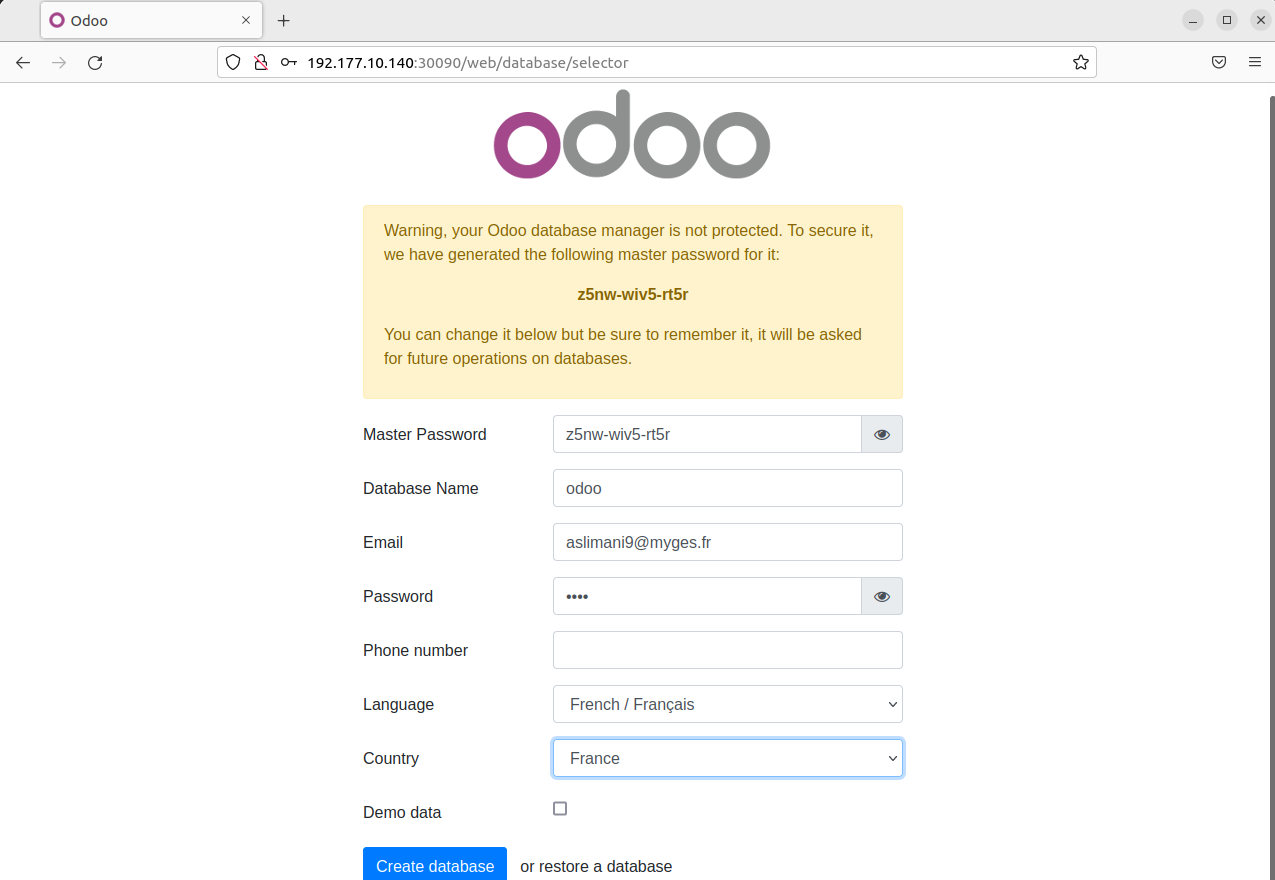 Odoo
192.177.10.140:30090/web/database/selector
odoo
Warning, your Odoo database manager is not protected. To secure it,
we have generated the following master password for it:
z5nw-wiv5-rt5r
You can change it below but be sure to remember it, it will be asked
for future operations on databases.
Master Password z5nw-wiv5-rt5r
Database Name odoo
Email aslimani9@myges.fr
Password ••••
Phone number
Language French / Français
Country France
Demo data
Create database or restore a database